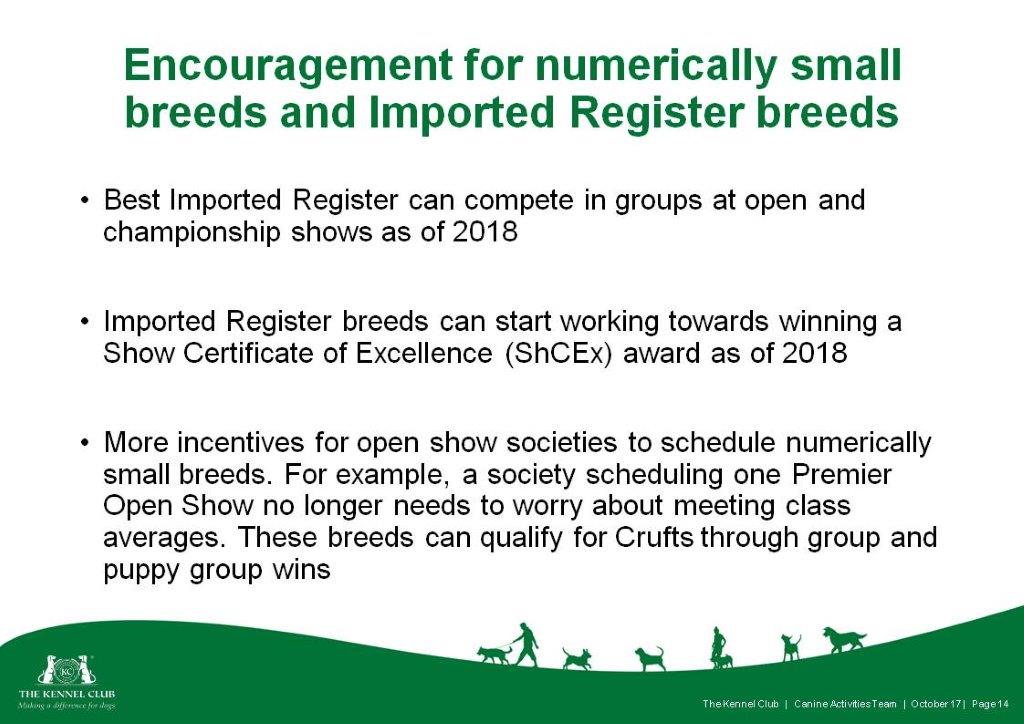 Encouragement for numerically small
breeds and Imported Register breeds
• Best Imported Register can compete in groups at open and
championship shows as of 2018
• Imported Register breeds can start working towards winning a
Show Certificate of Excellence (ShCEx) award as of 2018
• More incentives for open show societies to schedule numerically
small breeds. For example, a society scheduling one Premier
Open Show no longer needs to worry about meeting class
averages. These breeds can qualify for Crufts through group and
puppy group wins
KC
THE KENNEL CLUB
Making a difference for dogs
The Kennel Club | Canine Activities Team | October 17 | Page 14